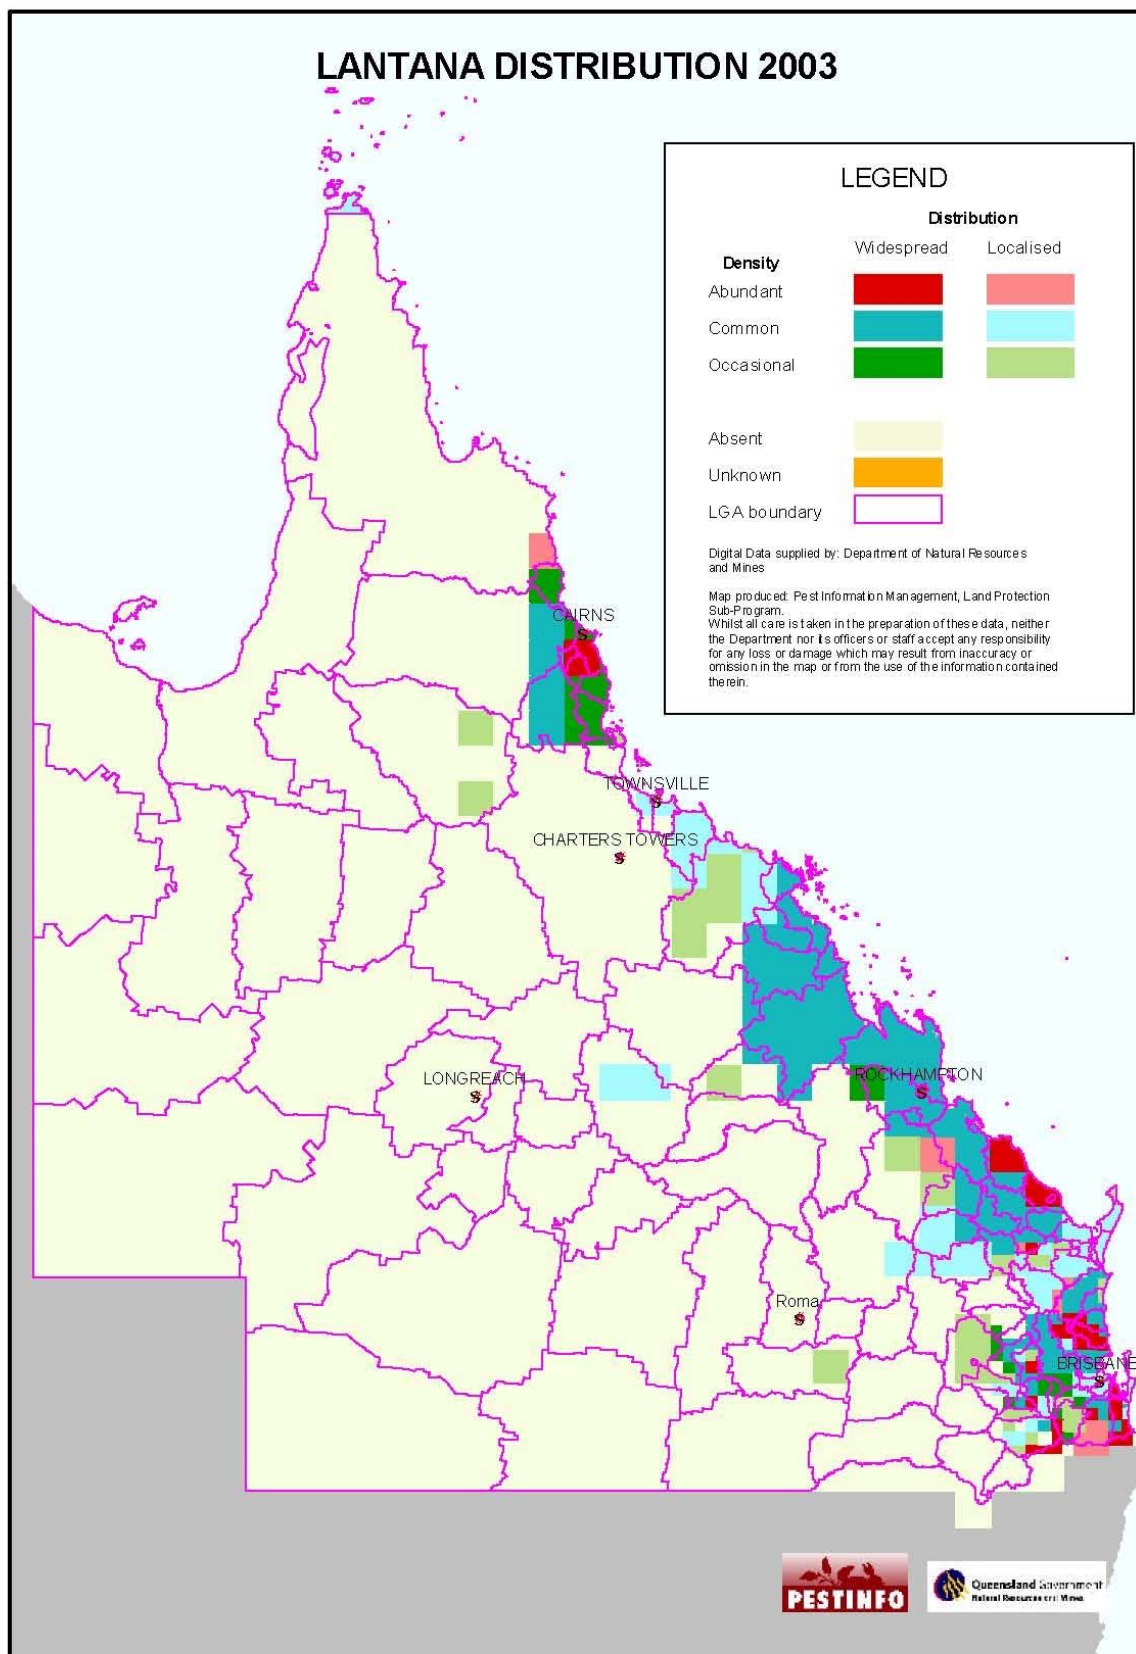 LANTANA DISTRIBUTION 2003
LEGEND
Distribution
Density
Widespread
Localised
Abundant
Common
Occasional
Absent
Unknown
LGA boundary
Digital Data supplied by: Department of Natural Resources
and Mines
Map produced: Pest Information Management, Land Protection
Sub-Program.
Whilst all care is taken in the preparation of these data, neither
the Department nor its officers or staff accept any responsibility
for any loss or damage which may result from inaccuracy or
omission in the map or from the use of the information contained
therein.
CAIRNS
TOWNSVILLE
CHARTERS TOWERS
LONGREACH
ROCKHAMPTON
Roma
BRISBANE
PESTINFO
Queensland Government
Natural Resources and Mines